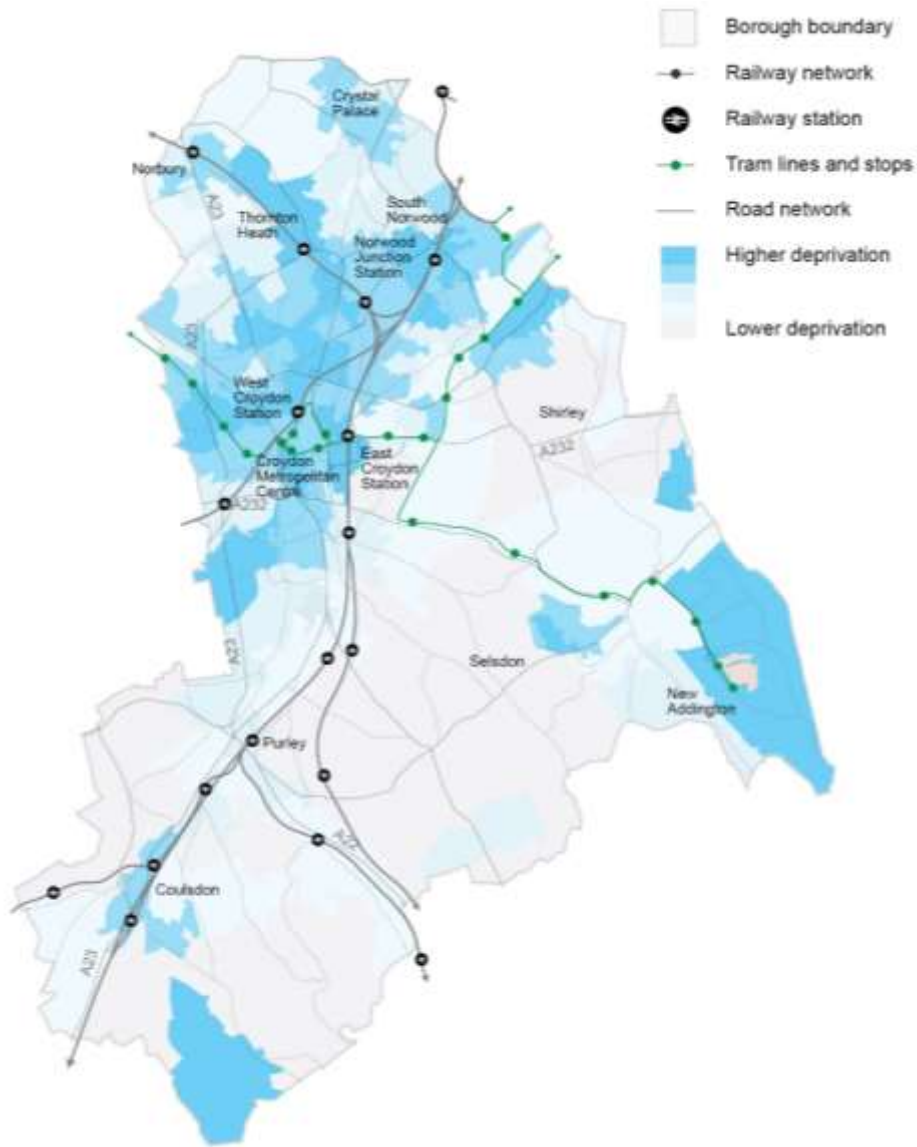 Borough boundary
Railway network
Railway station
Tram lines and stops
Road network
Higher deprivation
Lower deprivation
Crystal
Palace
Norbury
A23
South
Norwood
Thornton
Heath
Norwood
Junction
Station
A23
West
Croydon
Station
Shirley
A232
East
Croydon
Station
Croydon
Metropolitan
Centre
A232
A23
Selsdon
New
Addington
Purley
A22
Coulsdon
A23